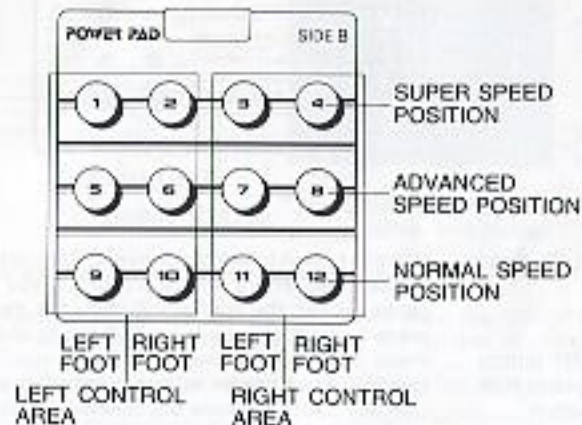 POWER PAD SIDE B
1 2 3 4
SUPER SPEED
POSITION
5 6 7 8
ADVANCED
SPEED POSITION
9 10 11 12
NORMAL SPEED
POSITION
LEFT FOOT RIGHT FOOT LEFT FOOT RIGHT FOOT
LEFT CONTROL AREA
RIGHT CONTROL AREA